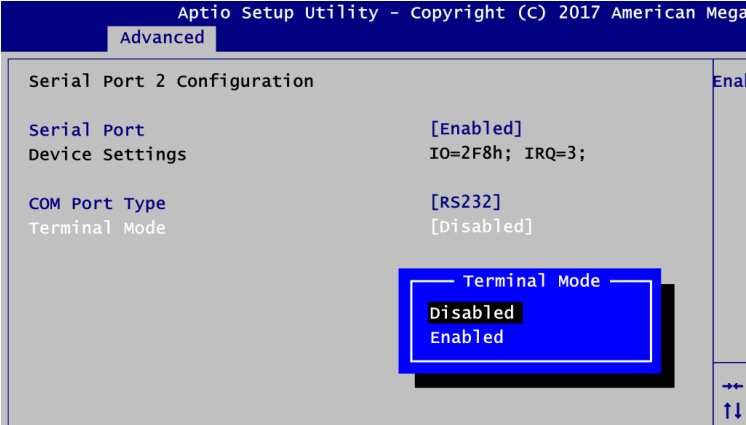 Aptio Setup Utility - Copyright (C) 2017 American Mega
Advanced
Serial Port 2 Configuration
Enab
Serial Port [Enabled]
Device Settings IO=2F8h; IRQ=3;
COM Port Type [RS232]
Terminal Mode [Disabled]
Terminal Mode
Disabled
Enabled
→←
↑↓